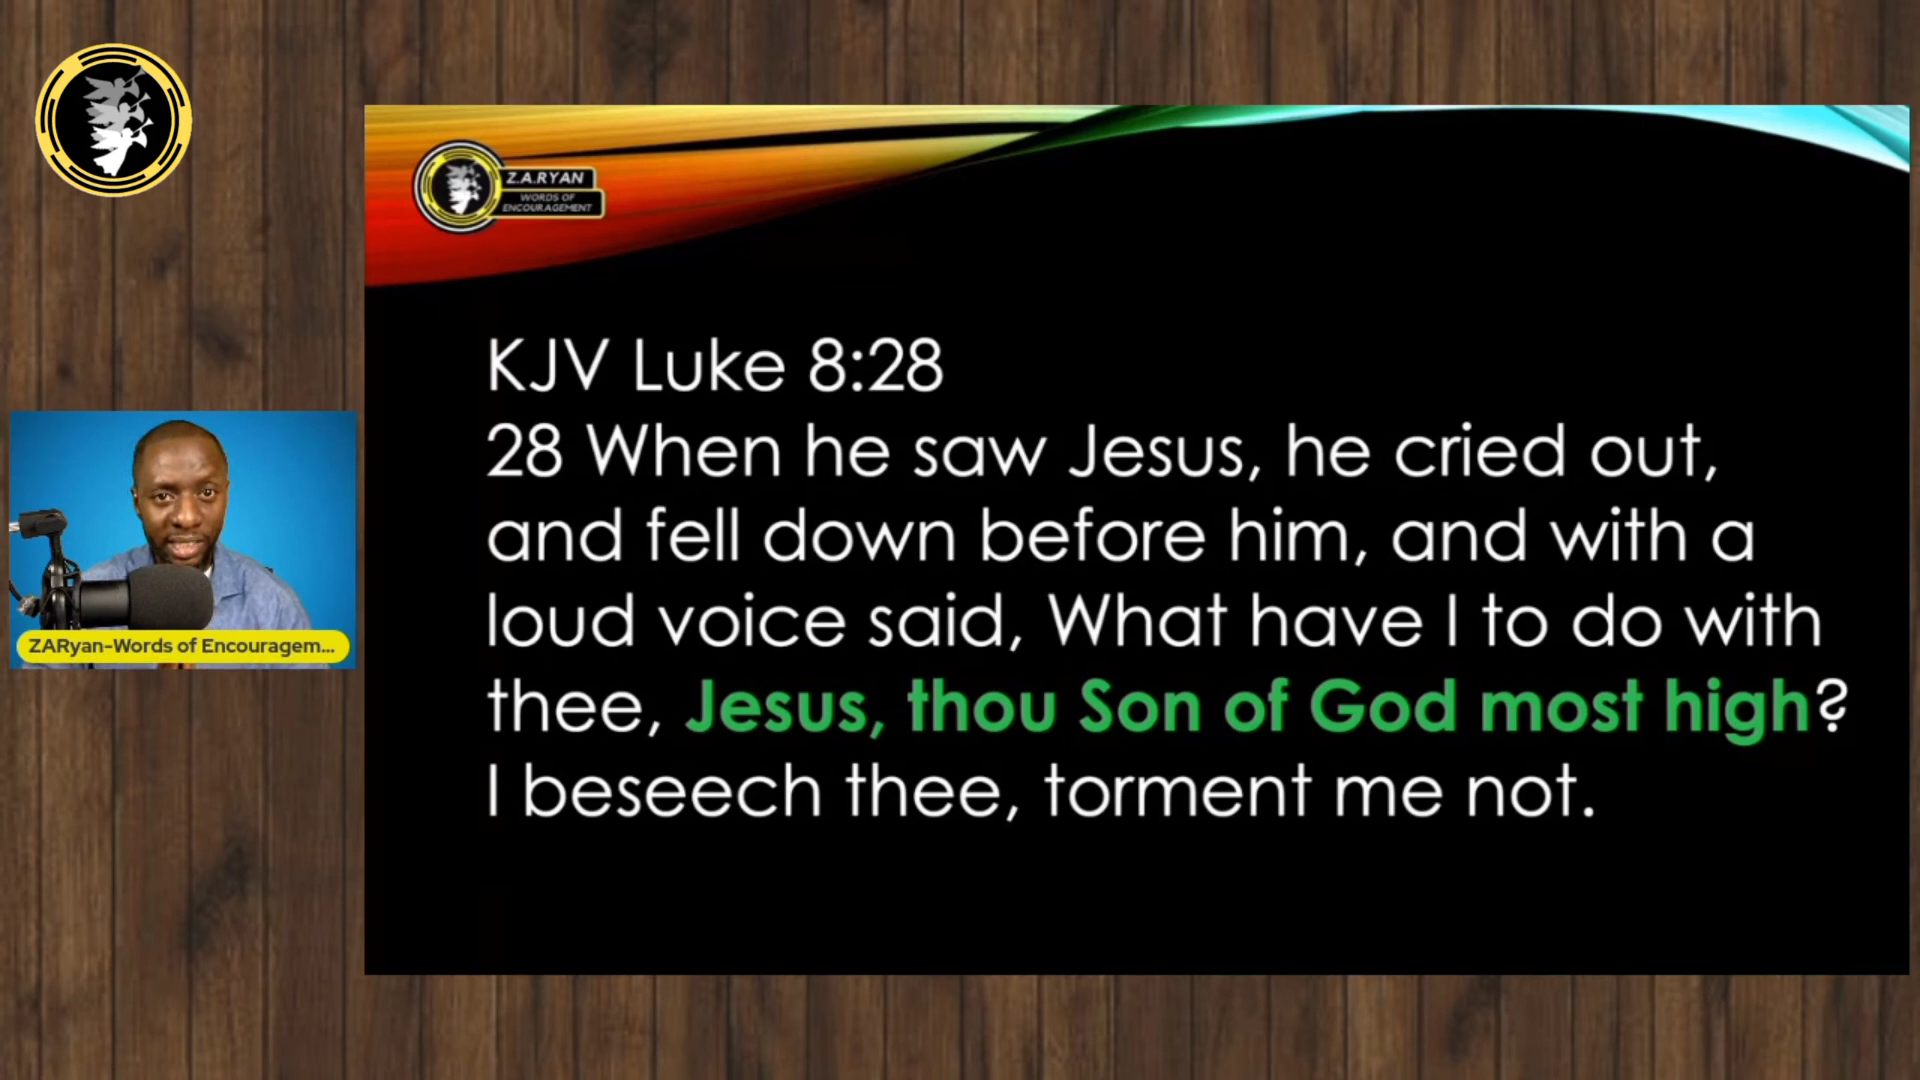 Z.A.RYAN
WORDS OF
ENCOURAGEMENT
KJV Luke 8:28
28 When he saw Jesus, he cried out,
and fell down before him, and with a
loud voice said, What have I to do with
thee, Jesus, thou Son of God most high?
I beseech thee, torment me not.
ZARyan-Words of Encouragem...